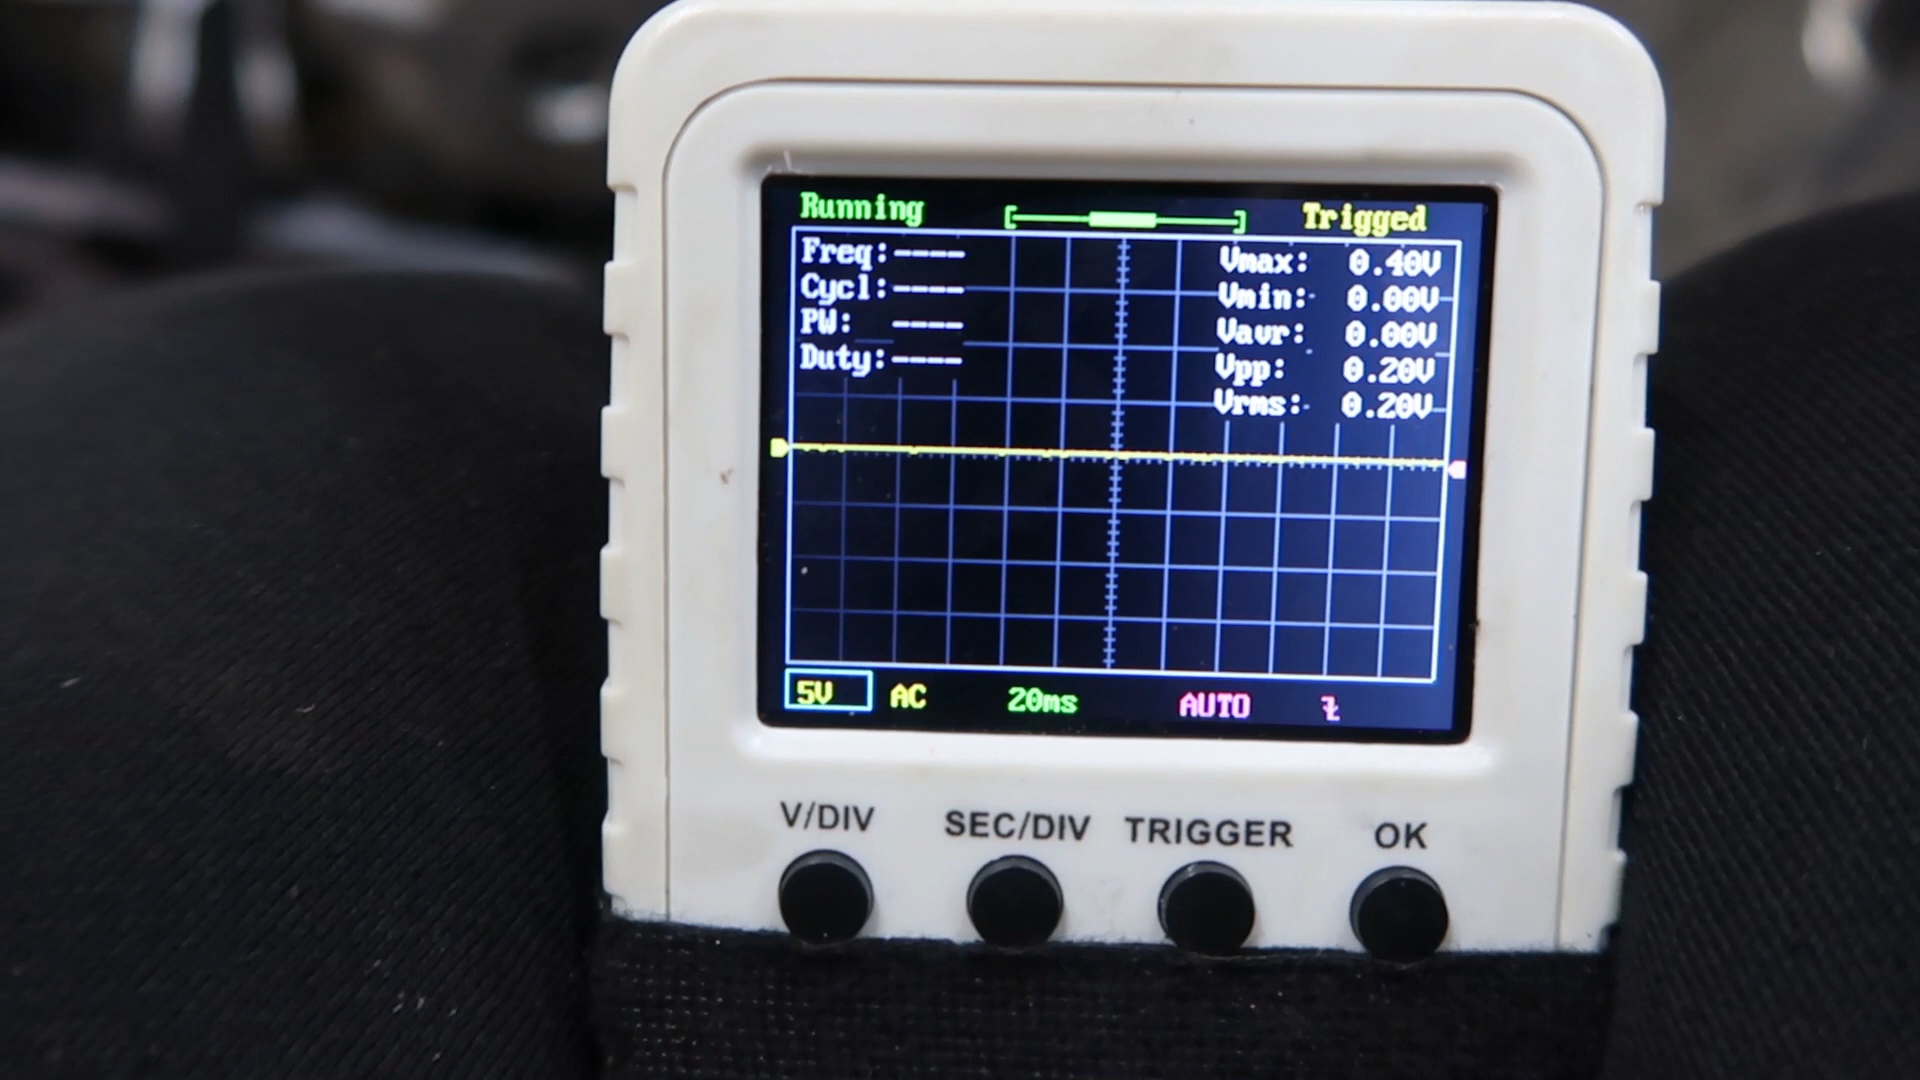 Running Trigged
Freq:---- Vmax: 0.40V
Cycl:---- Vmin: 0.00V
PW: ---- Vavr: 0.00V
Duty:---- Vpp: 0.20V
Vrms: 0.20V
5V AC 20ms AUTO
V/DIV SEC/DIV TRIGGER OK